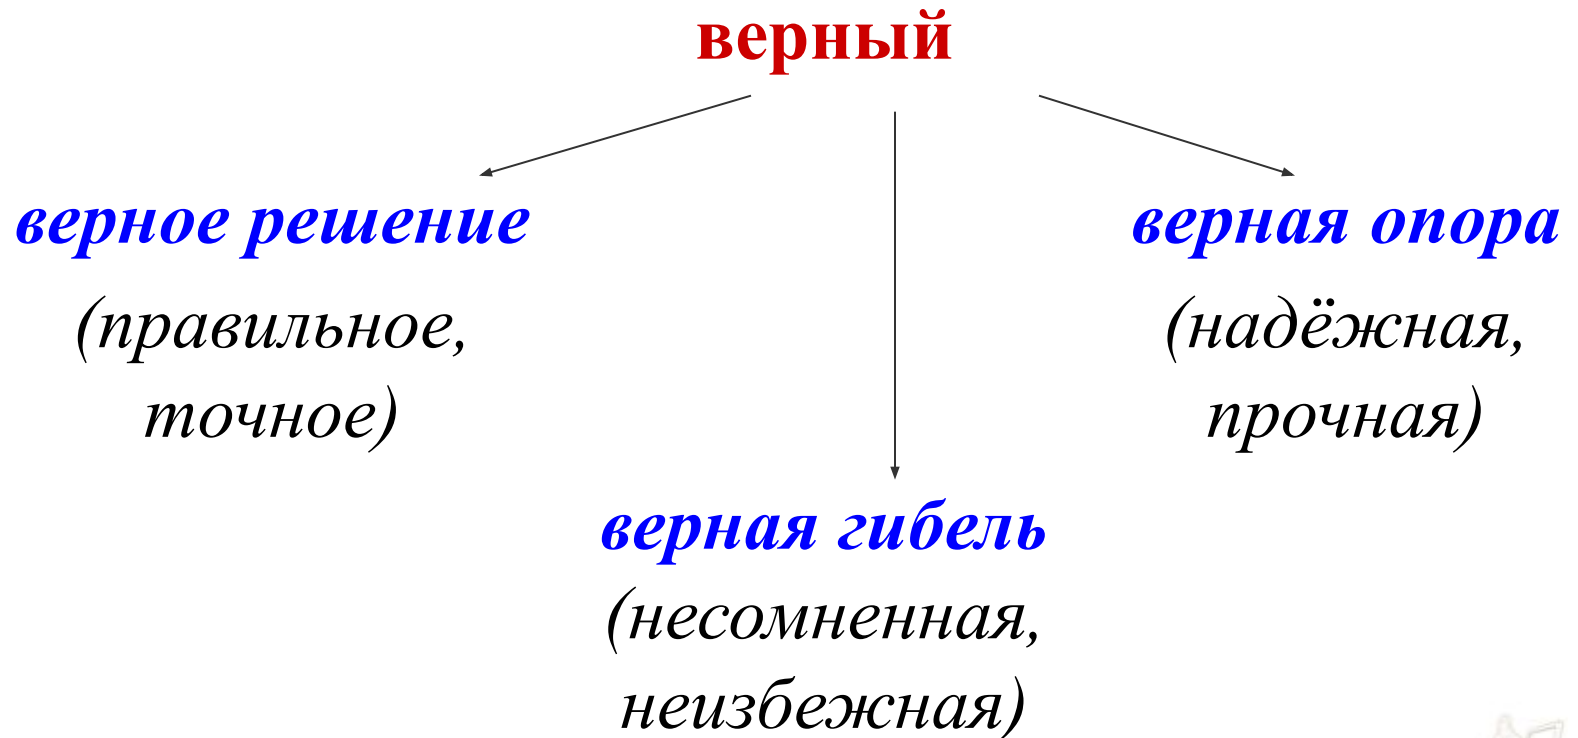 верный
верное решение
(правильное,
точное)
верная гибель
(несомненная,
неизбежная)
верная опора
(надёжная,
прочная)